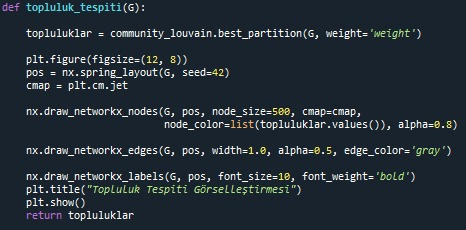 def topluluk_tespiti(G):
topluluklar = community_louvain.best_partition(G, weight='weight')
plt.figure(figsize=(12, 8))
pos = nx.spring_layout(G, seed=42)
cmap = plt.cm.jet
nx.draw_networkx_nodes(G, pos, node_size=500, cmap=cmap,
node_color=list(topluluklar.values()), alpha=0.8)
nx.draw_networkx_edges(G, pos, width=1.0, alpha=0.5, edge_color='gray')
nx.draw_networkx_labels(G, pos, font_size=10, font_weight='bold')
plt.title("Topluluk Tespiti Görselleştirmesi")
plt.show()
return topluluklar